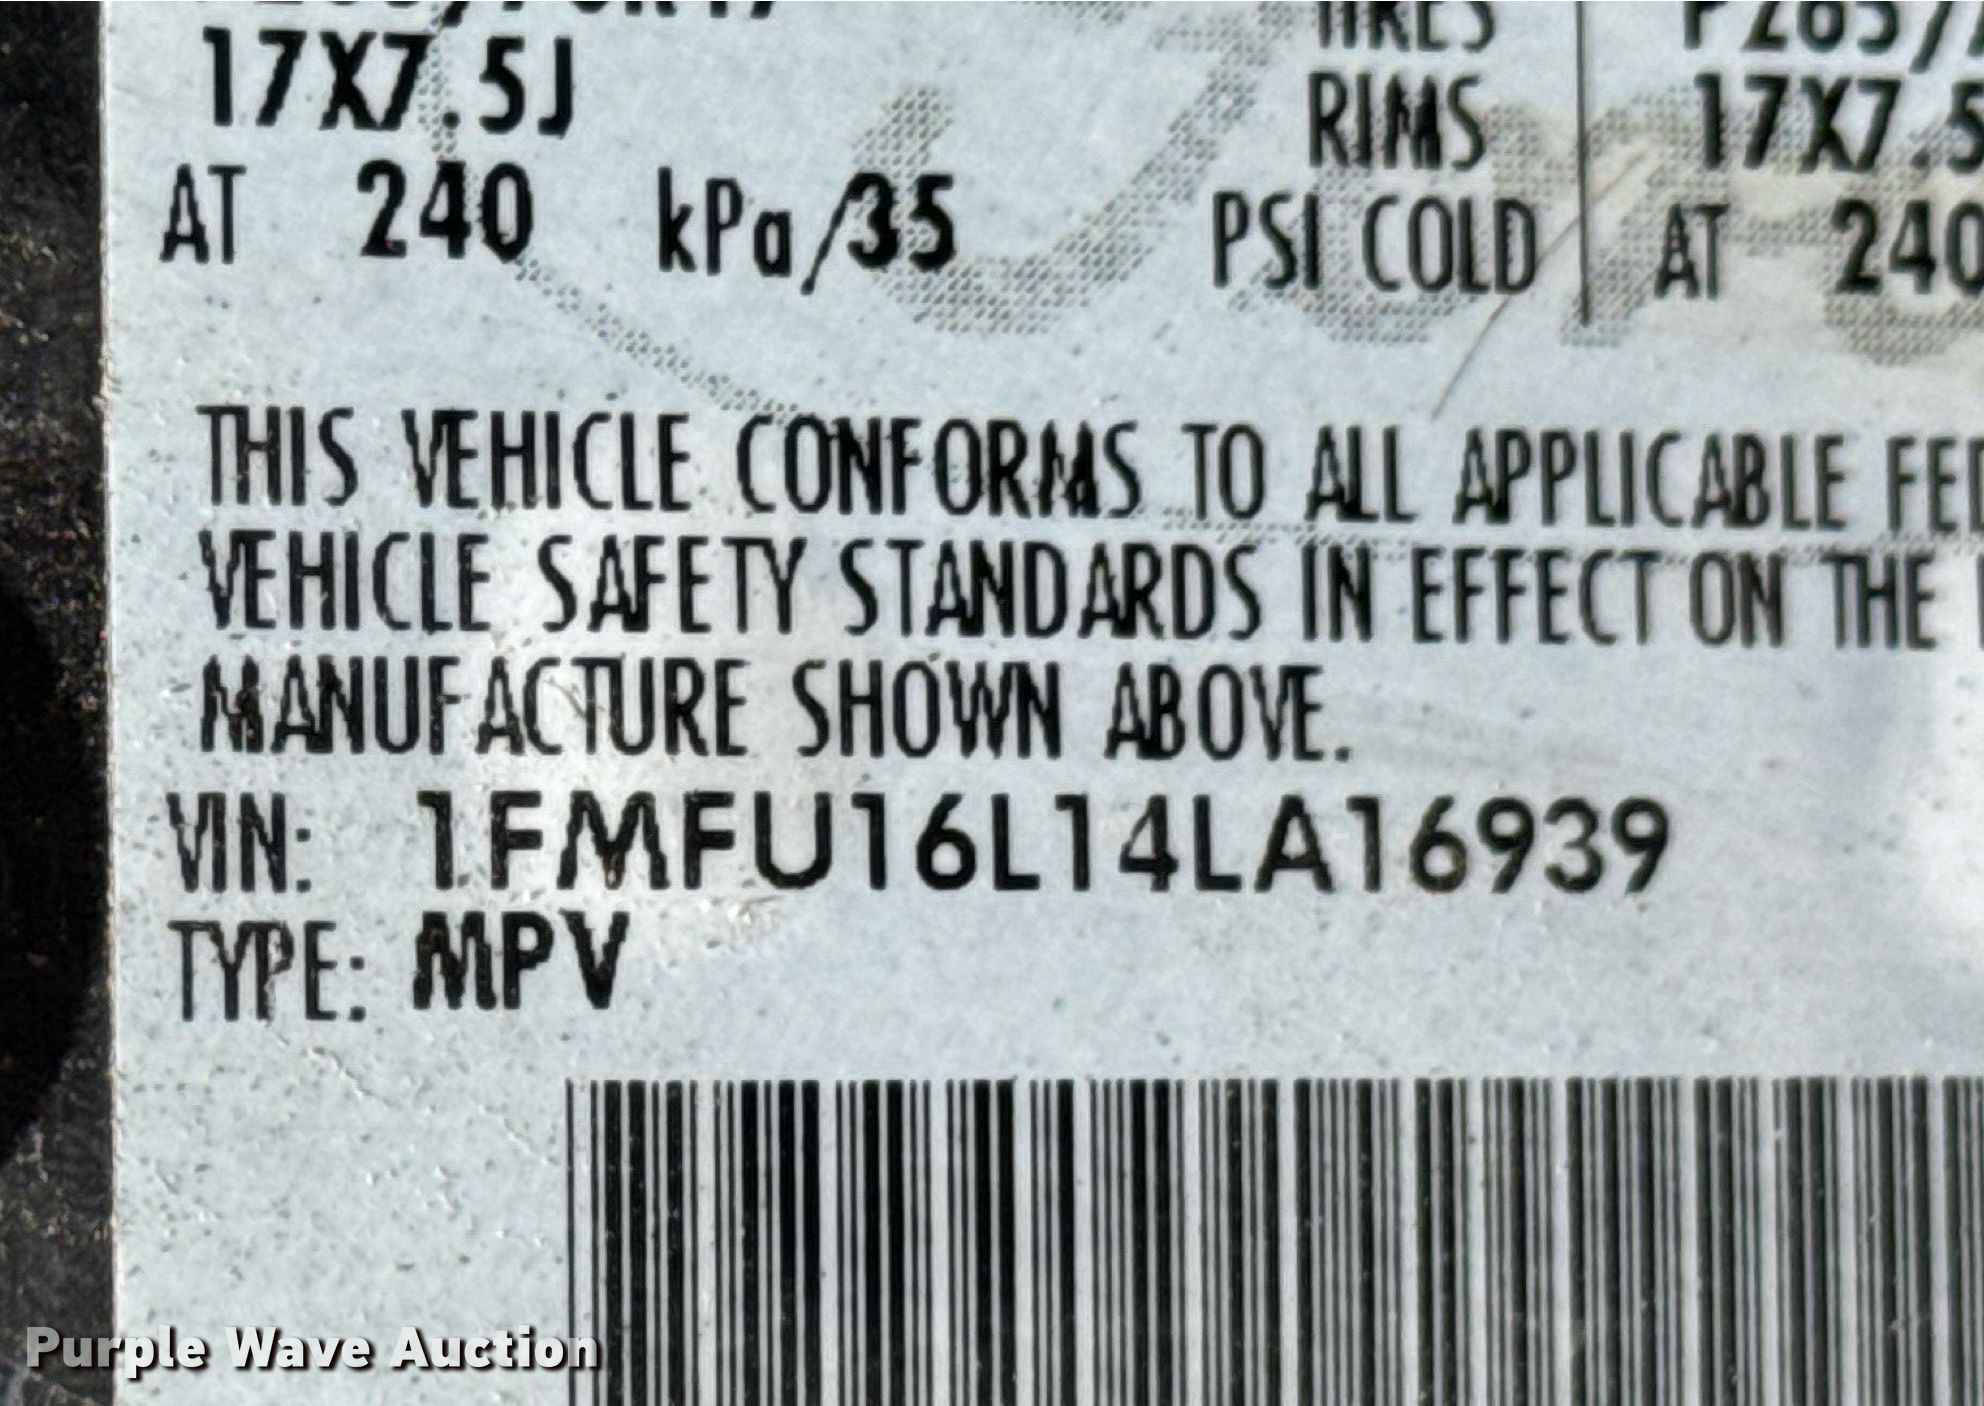 17X7.5J RIMS 17X7.5
AT 240 kPa/35 PSI COLD AT 240
THIS VEHICLE CONFORMS TO ALL APPLICABLE FED
VEHICLE SAFETY STANDARDS IN EFFECT ON THE
MANUFACTURE SHOWN ABOVE.
VIN: 1FMFU16L14LA16939
TYPE: MPV
Purple Wave Auction